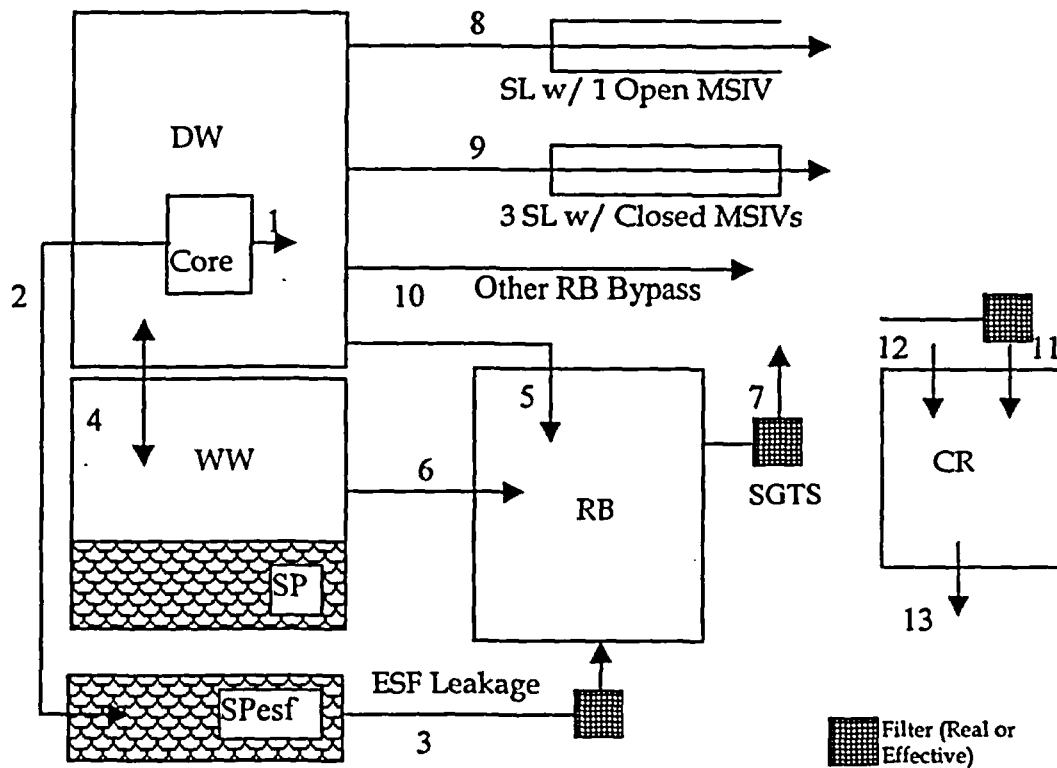 8
SL w/ 1 Open MSIV
DW
9
3 SL w/ Closed MSIVs
1
Core
2
10
Other RB Bypass
12
11
4
5
7
WW
6
CR
SGTS
RB
SP
13
ESF Leakage
SPesf
3
Filter (Real or
Effective)